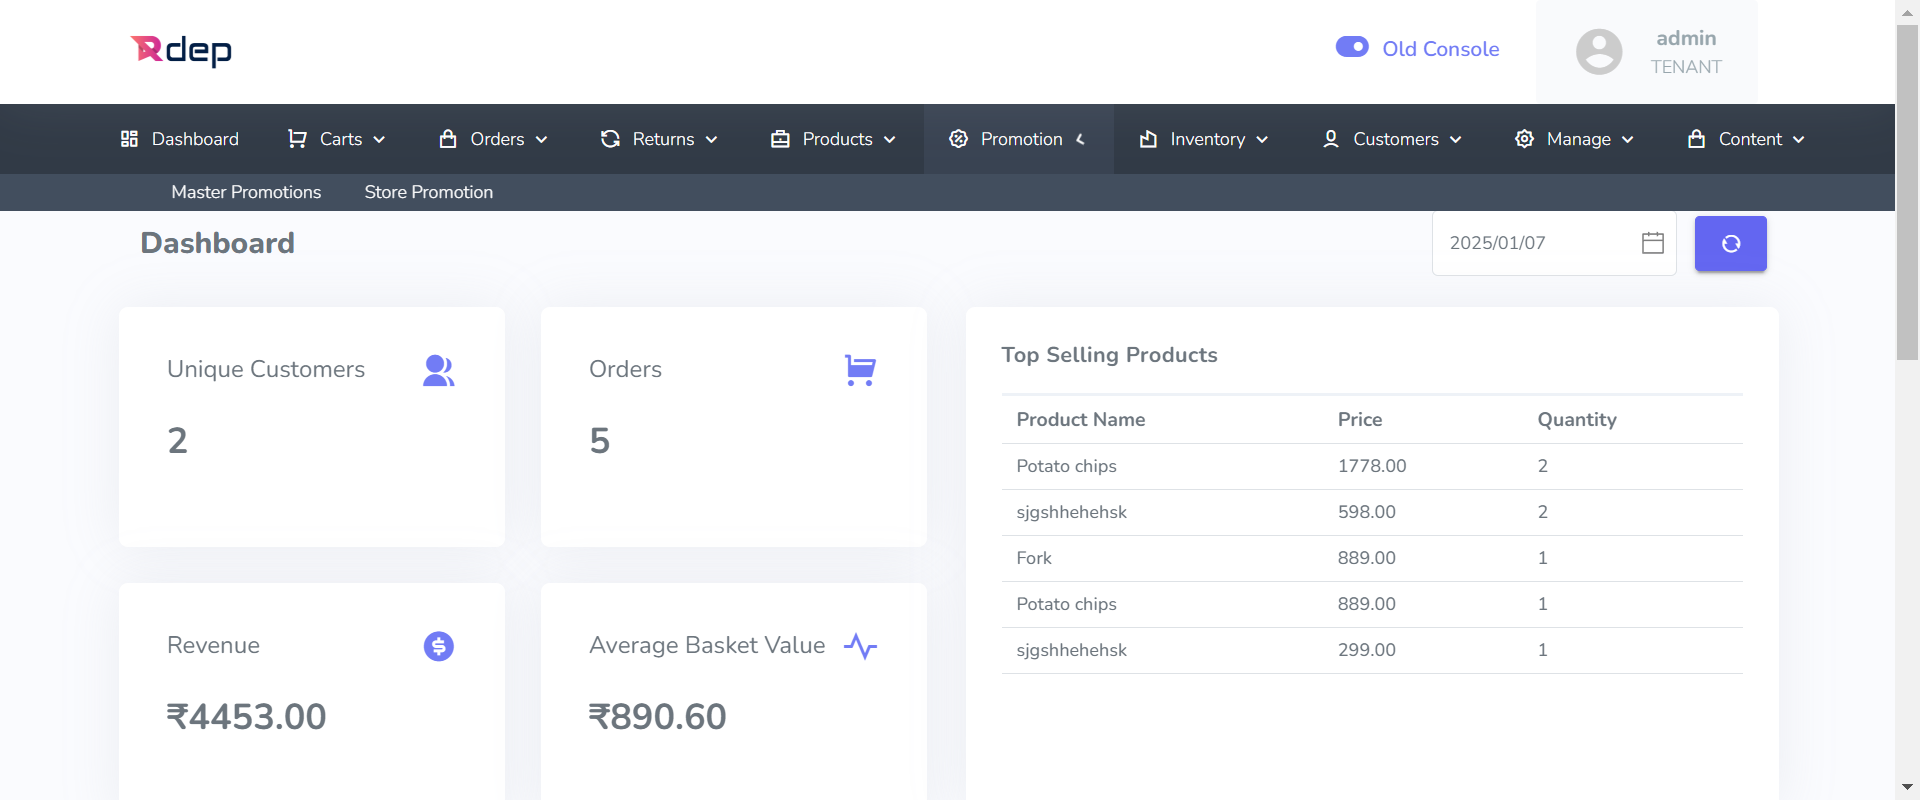 Rdep
Old Console
admin
TENANT
Dashboard Carts Orders Returns Products Promotion Inventory Customers Manage Content
Master Promotions Store Promotion
Dashboard
2025/01/07
Unique Customers
2
Orders
5
Revenue
₹4453.00
Average Basket Value
₹890.60
Top Selling Products
Product Name Price Quantity
Potato chips 1778.00 2
sjgshhehehsk 598.00 2
Fork 889.00 1
Potato chips 889.00 1
sjgshhehehsk 299.00 1